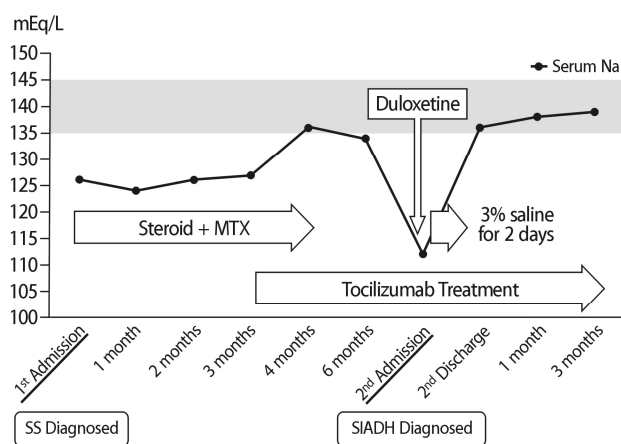 mEq/L
150
145
140
135
130
125
120
115
110
105
100
Serum Na
Duloxetine
Steroid + MTX
3% saline
for 2 days
Tocilizumab Treatment
1st Admission
1 month
2 months
3 months
4 months
6 months
2nd Admission
2nd Discharge
1 month
3 months
SS Diagnosed
SIADH Diagnosed